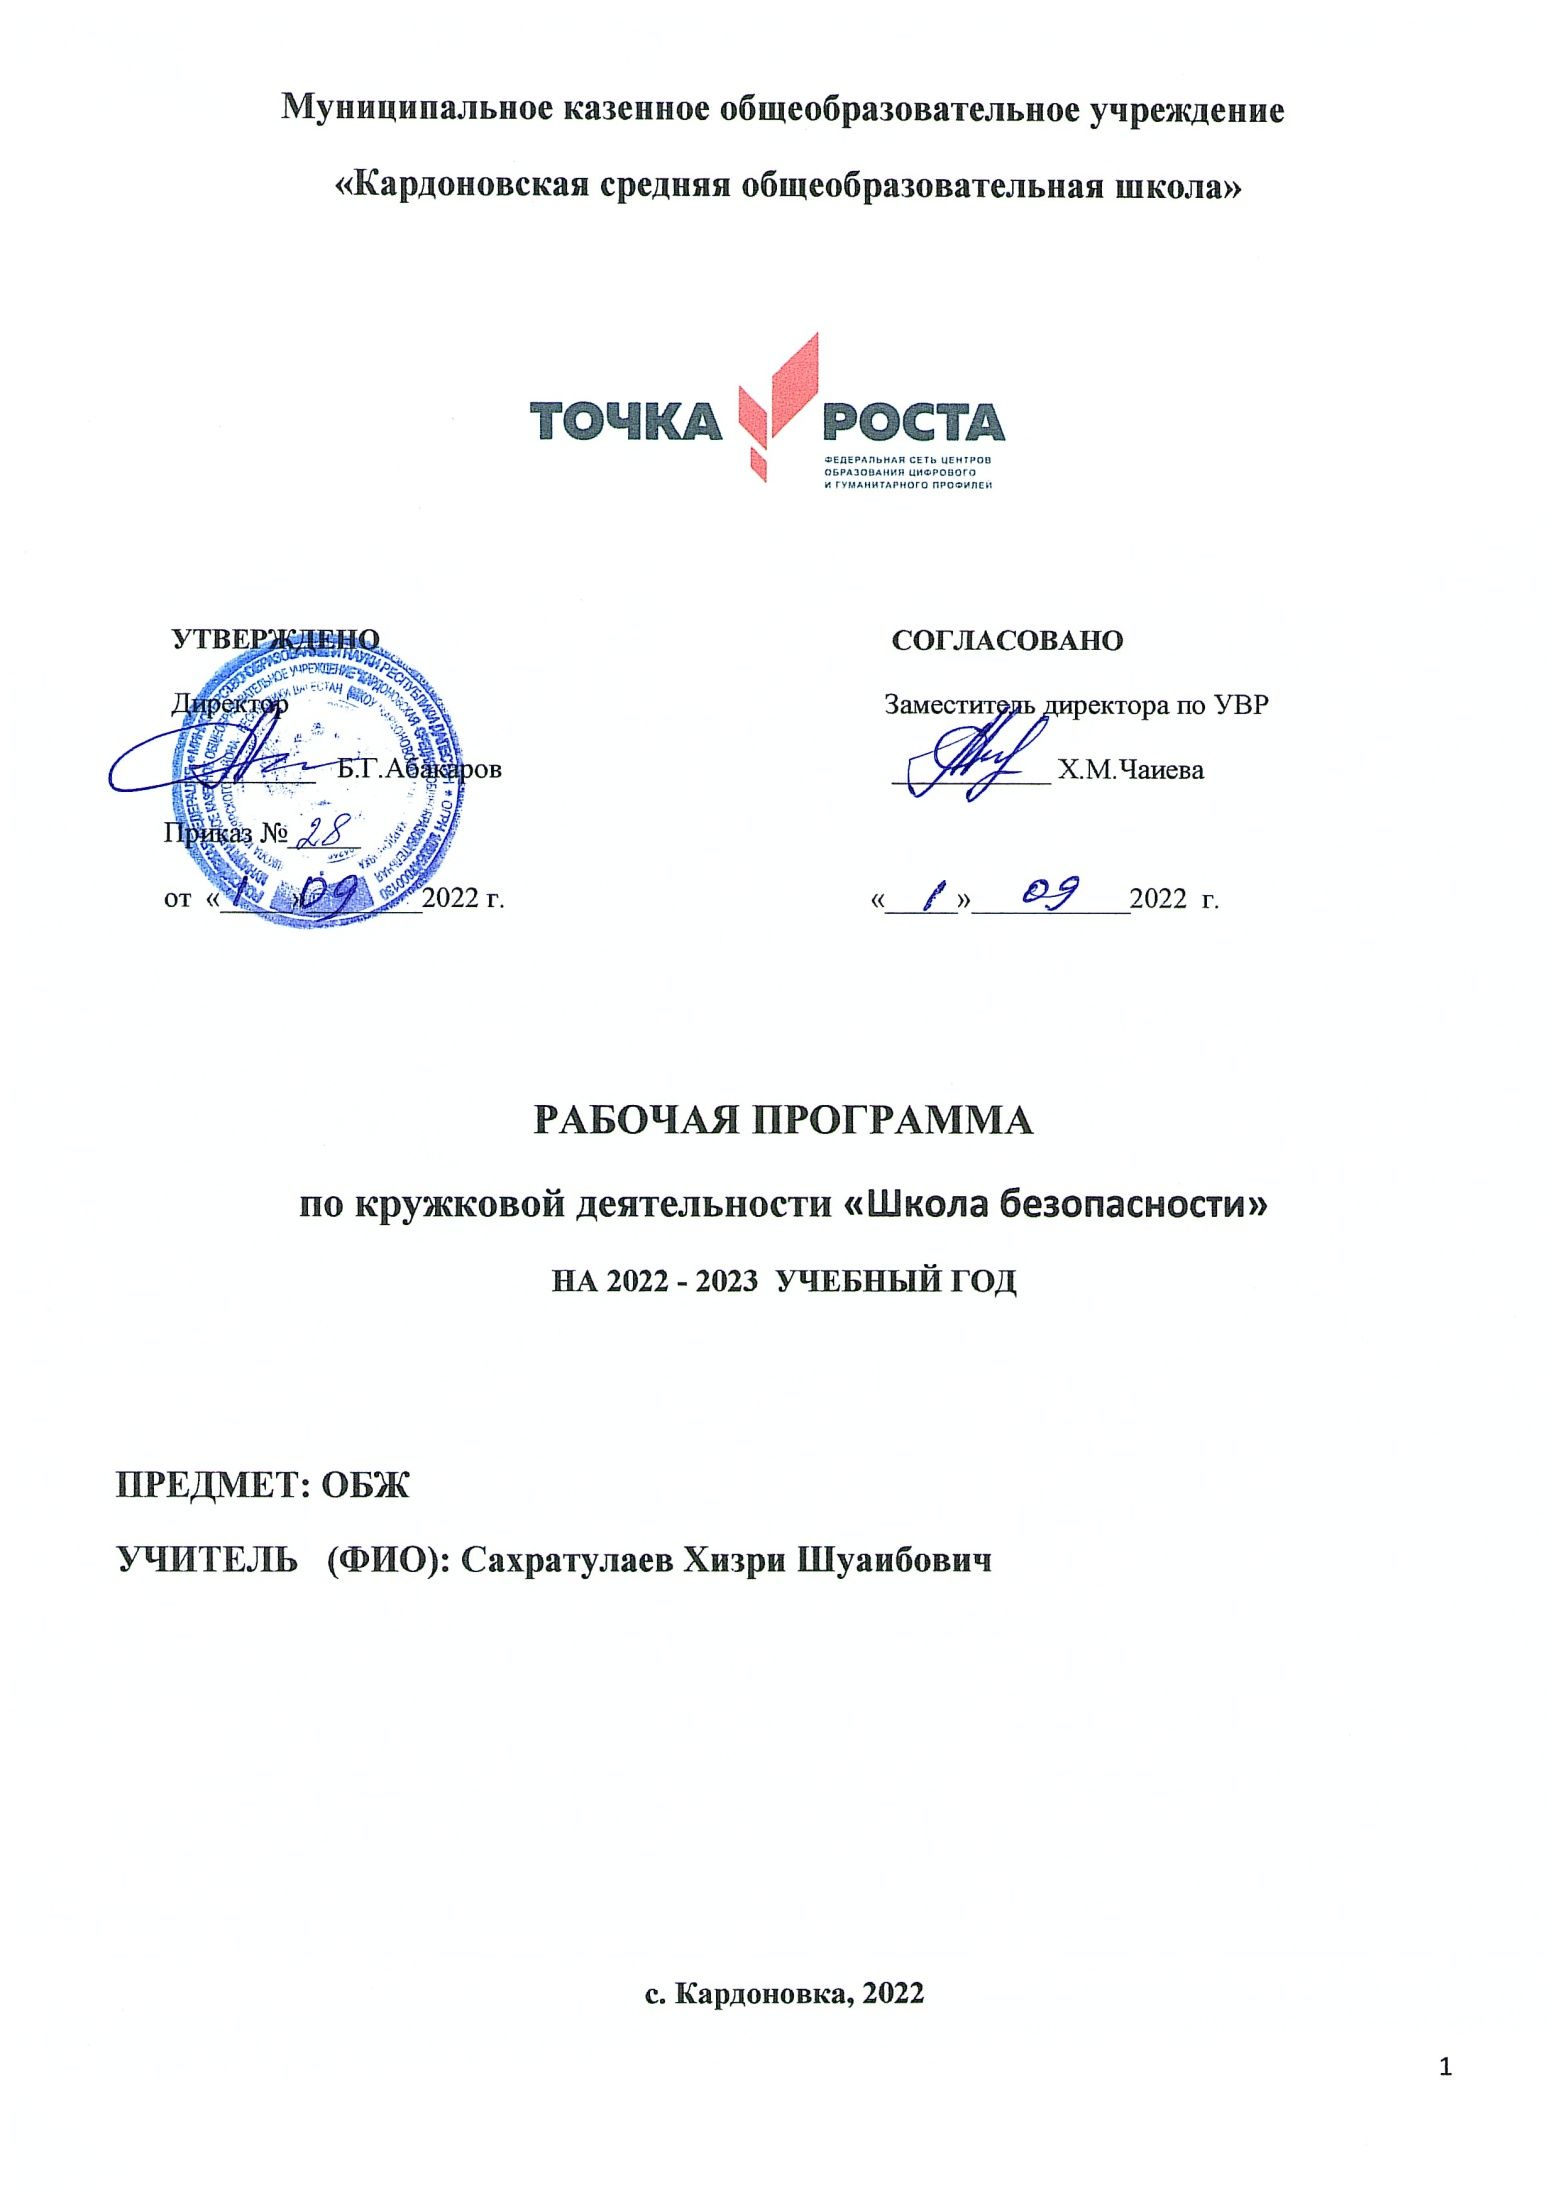 Муниципальное казенное общеобразовательное учреждение
«Кардоновская средняя общеобразовательная школа»
ТОЧКА РОСТА
ФЕДЕРАЛЬНАЯ СЕТЬ ЦЕНТРОВ
ОБРАЗОВАНИЯ ЦИФРОВОГО
И ГУМАНИТАРНОГО ПРОФИЛЕЙ
УТВЕРЖДЕНО
Директор
Б.Г.Абакаров
Приказ № 28
от «1» 09 2022 г.
СОГЛАСОВАНО
Заместитель директора по УВР
Х.М.Чаиева
«1» 09 2022 г.
РАБОЧАЯ ПРОГРАММА
по кружковой деятельности «Школа безопасности»
НА 2022 - 2023 УЧЕБНЫЙ ГОД
ПРЕДМЕТ: ОБЖ
УЧИТЕЛЬ (ФИО): Сахратулаев Хизри Шуаибович
с. Кардоновка, 2022
1